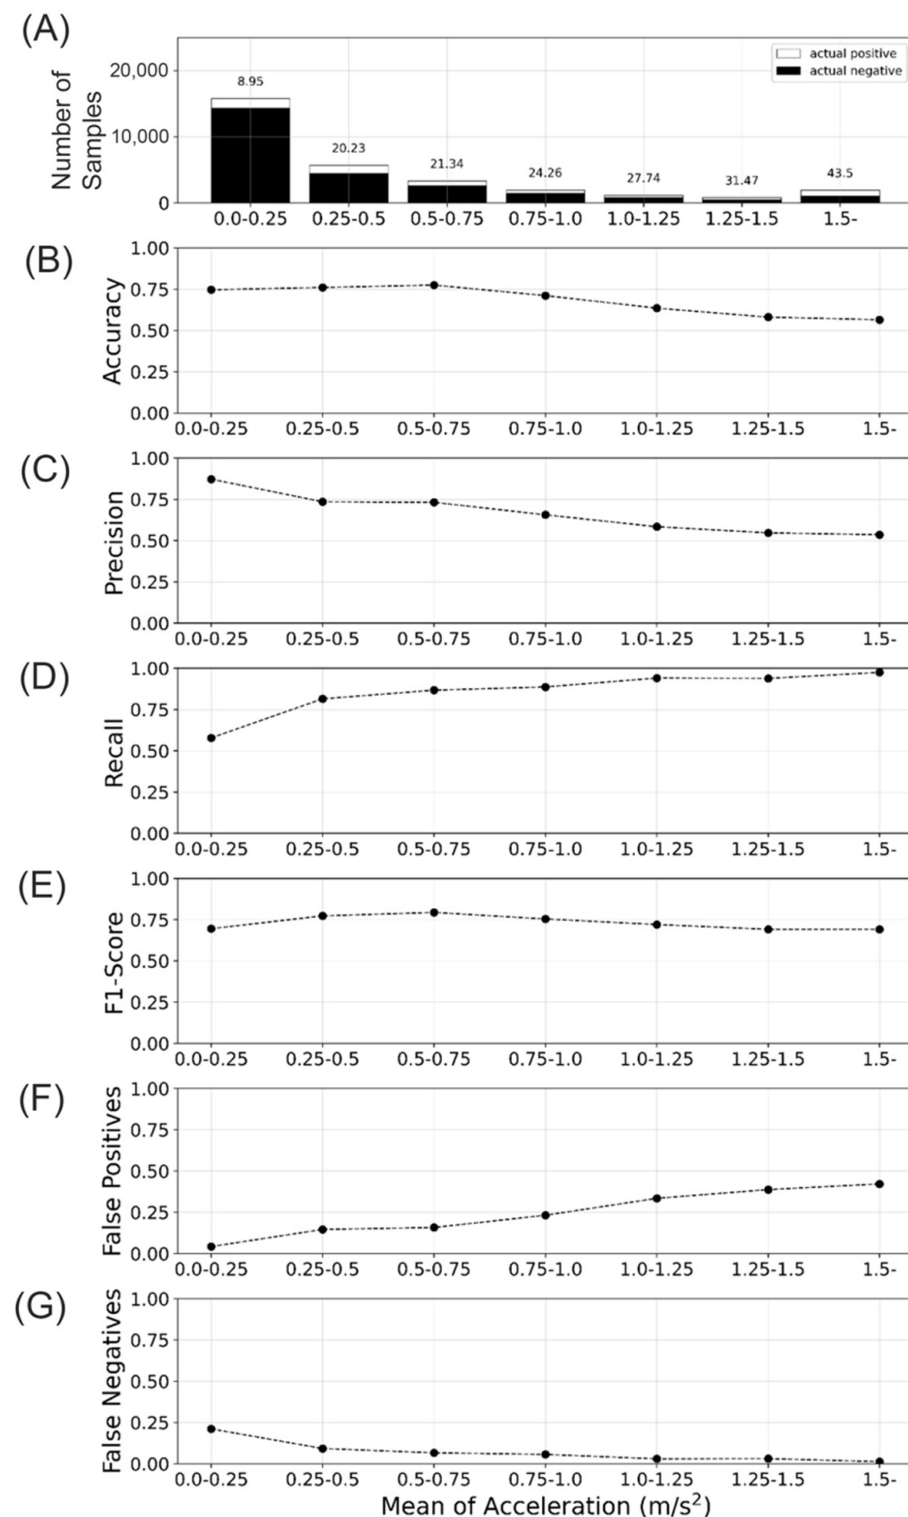 (A)
Number of
Samples
20,000
10,000
0
8.95
20.23
21.34
24.26
27.74
31.47
43.5
actual positive
actual negative
0.0-0.25 0.25-0.5 0.5-0.75 0.75-1.0 1.0-1.25 1.25-1.5 1.5-
(B)
Accuracy
1.00
0.75
0.50
0.25
0.00
0.0-0.25 0.25-0.5 0.5-0.75 0.75-1.0 1.0-1.25 1.25-1.5 1.5-
(C)
Precision
1.00
0.75
0.50
0.25
0.00
0.0-0.25 0.25-0.5 0.5-0.75 0.75-1.0 1.0-1.25 1.25-1.5 1.5-
(D)
Recall
1.00
0.75
0.50
0.25
0.00
0.0-0.25 0.25-0.5 0.5-0.75 0.75-1.0 1.0-1.25 1.25-1.5 1.5-
(E)
F1-Score
1.00
0.75
0.50
0.25
0.00
0.0-0.25 0.25-0.5 0.5-0.75 0.75-1.0 1.0-1.25 1.25-1.5 1.5-
(F)
False Positives
1.00
0.75
0.50
0.25
0.00
0.0-0.25 0.25-0.5 0.5-0.75 0.75-1.0 1.0-1.25 1.25-1.5 1.5-
(G)
False Negatives
1.00
0.75
0.50
0.25
0.00
0.0-0.25 0.25-0.5 0.5-0.75 0.75-1.0 1.0-1.25 1.25-1.5 1.5-
Mean of Acceleration (m/s²)